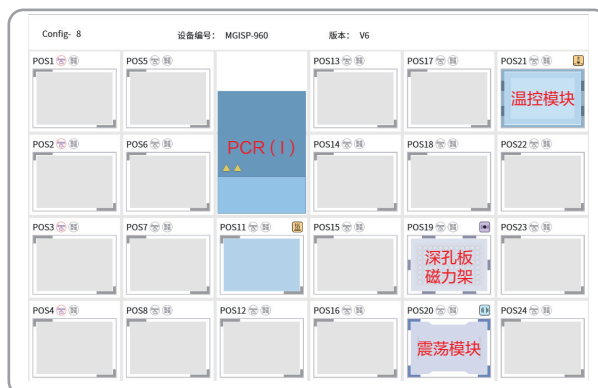 Config- 8 设备编号： MGISP-960 版本： V6
POS1 POS5 POS13 POS17 POS21
温控模块
POS2 POS6 PCR ( I ) POS14 POS18 POS22
POS3 POS7 POS11 POS15 POS19 POS23
深孔板
磁力架
POS4 POS8 POS12 POS16 POS20 POS24
震荡模块